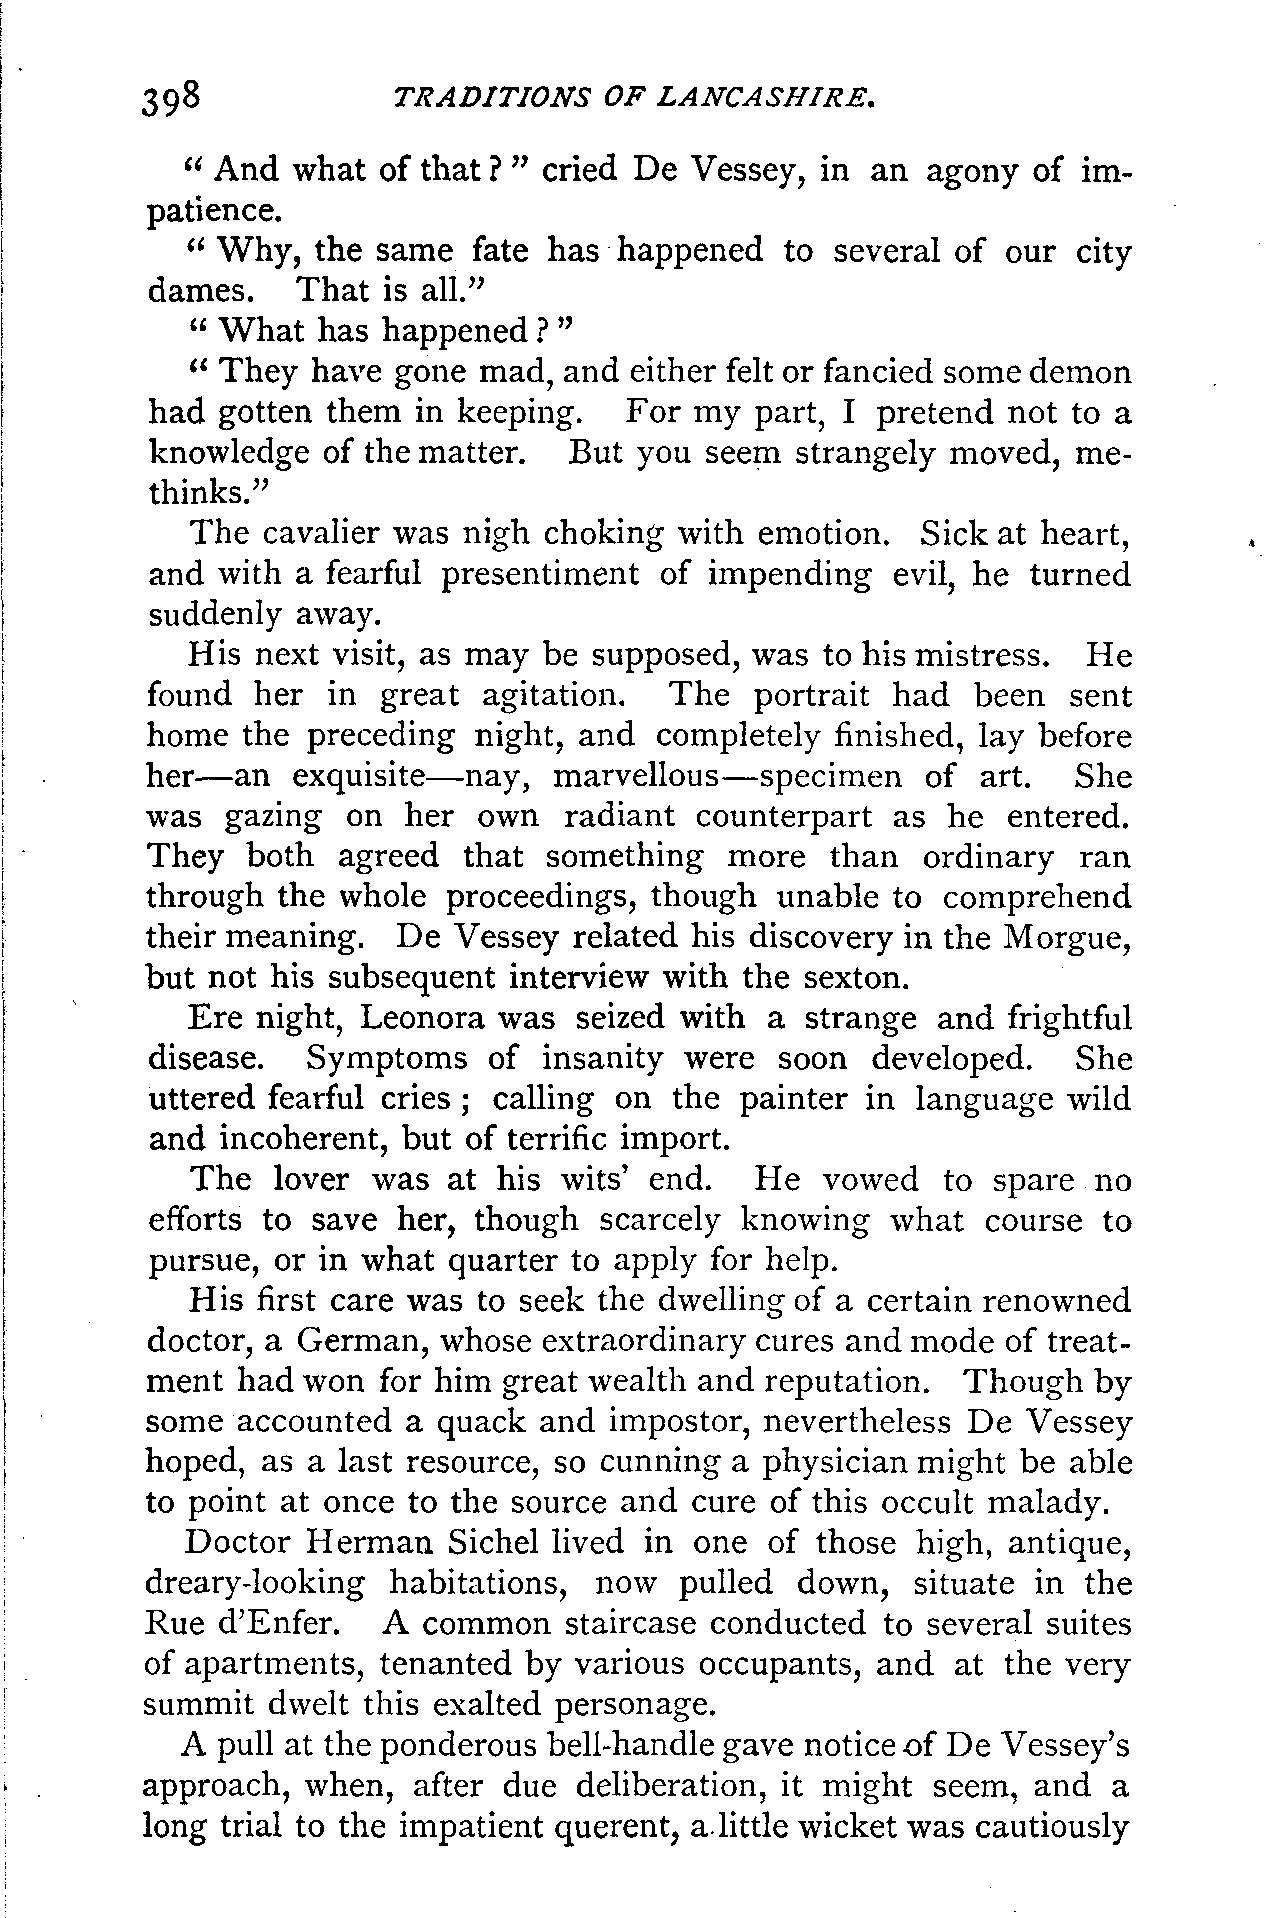 398 TRADITIONS OF LANCASHIRE.
“ And what of that ? ” cried De Vessey, in an agony of im-
patience.
“ Why, the same fate has happened to several of our city
dames. That is all.”
“ What has happened ? ”
“ They have gone mad, and either felt or fancied some demon
had gotten them in keeping. For my part, I pretend not to a
knowledge of the matter. But you seem strangely moved, me-
thinks.”
The cavalier was nigh choking with emotion. Sick at heart,
and with a fearful presentiment of impending evil, he turned
suddenly away.
His next visit, as may be supposed, was to his mistress. He
found her in great agitation. The portrait had been sent
home the preceding night, and completely finished, lay before
her—an exquisite—nay, marvellous—specimen of art. She
was gazing on her own radiant counterpart as he entered.
They both agreed that something more than ordinary ran
through the whole proceedings, though unable to comprehend
their meaning. De Vessey related his discovery in the Morgue,
but not his subsequent interview with the sexton.
Ere night, Leonora was seized with a strange and frightful
disease. Symptoms of insanity were soon developed. She
uttered fearful cries ; calling on the painter in language wild
and incoherent, but of terrific import.
The lover was at his wits’ end. He vowed to spare no
efforts to save her, though scarcely knowing what course to
pursue, or in what quarter to apply for help.
His first care was to seek the dwelling of a certain renowned
doctor, a German, whose extraordinary cures and mode of treat-
ment had won for him great wealth and reputation. Though by
some accounted a quack and impostor, nevertheless De Vessey
hoped, as a last resource, so cunning a physician might be able
to point at once to the source and cure of this occult malady.
Doctor Herman Sichel lived in one of those high, antique,
dreary-looking habitations, now pulled down, situate in the
Rue d’Enfer. A common staircase conducted to several suites
of apartments, tenanted by various occupants, and at the very
summit dwelt this exalted personage.
A pull at the ponderous bell-handle gave notice of De Vessey’s
approach, when, after due deliberation, it might seem, and a
long trial to the impatient querent, a little wicket was cautiously